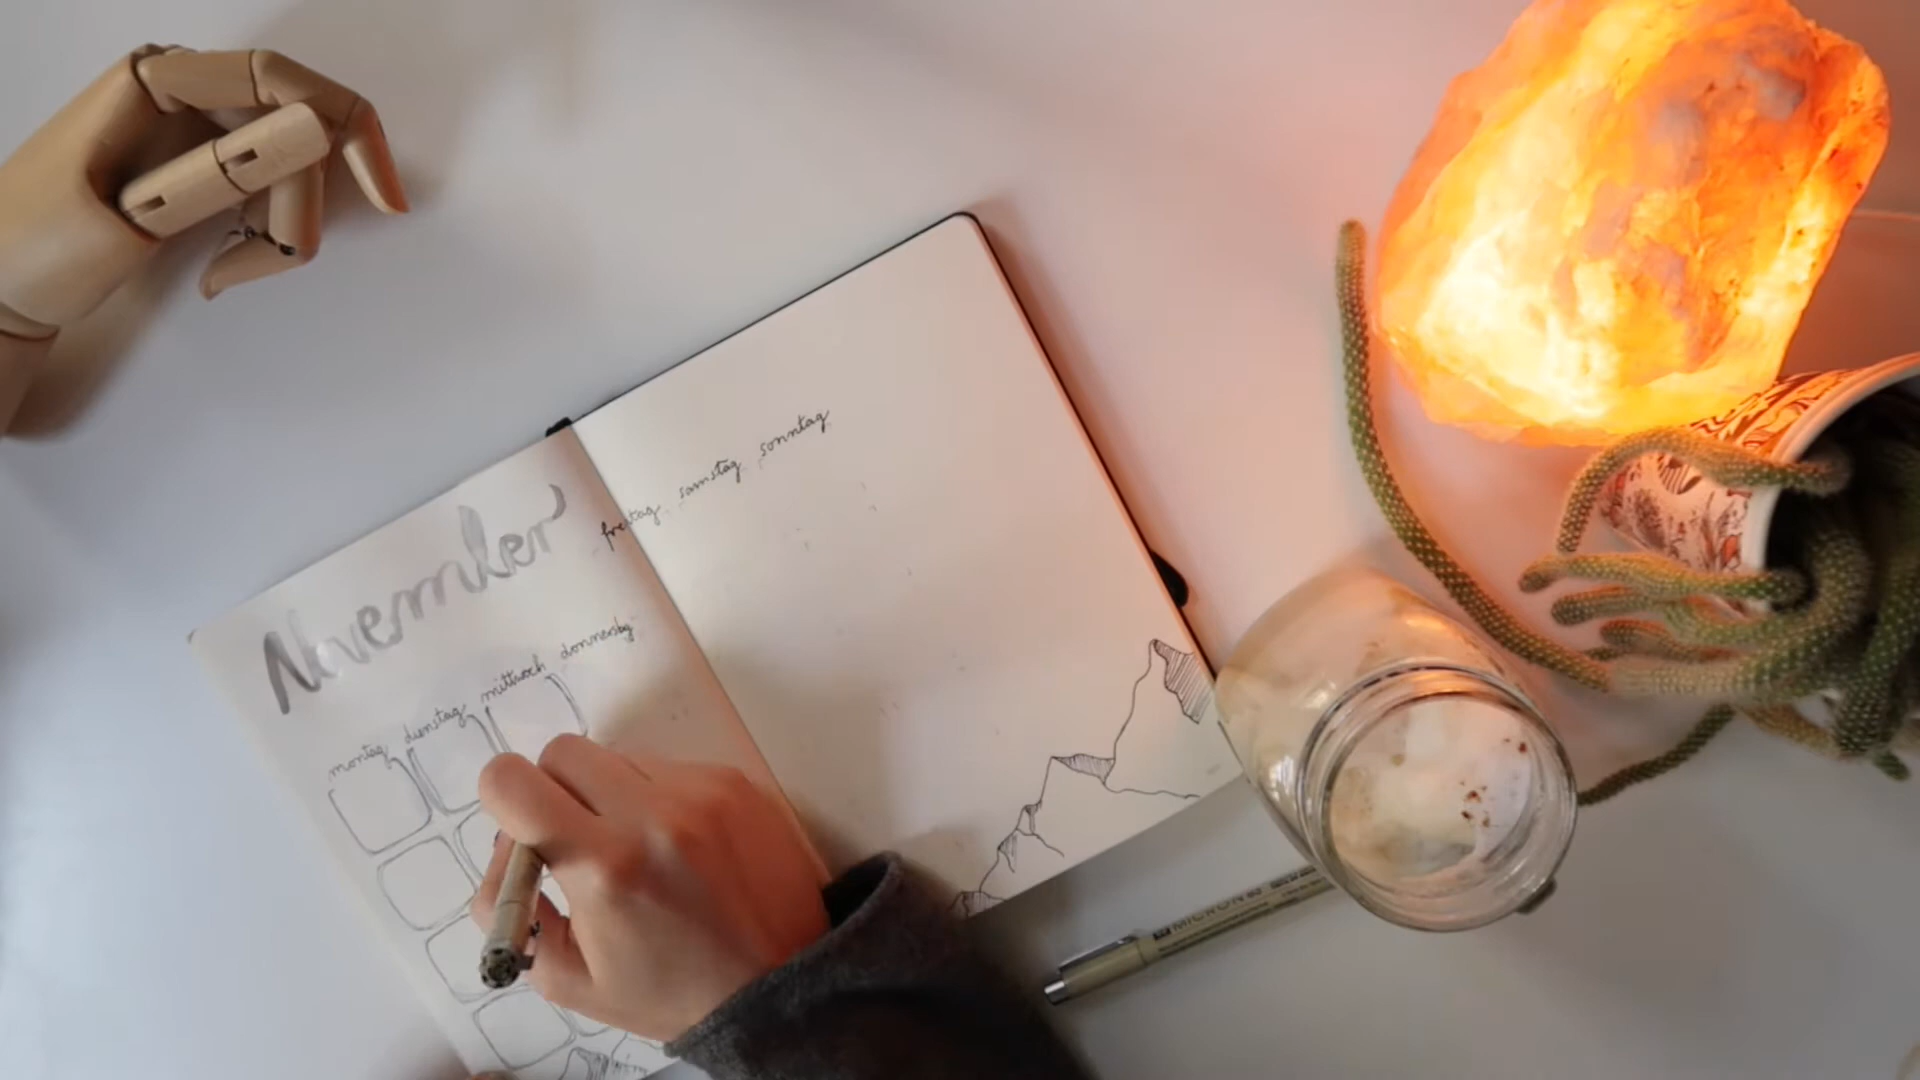 November
montag dienstag mittwoch donnerstag
freitag samstag sonntag
MICRON